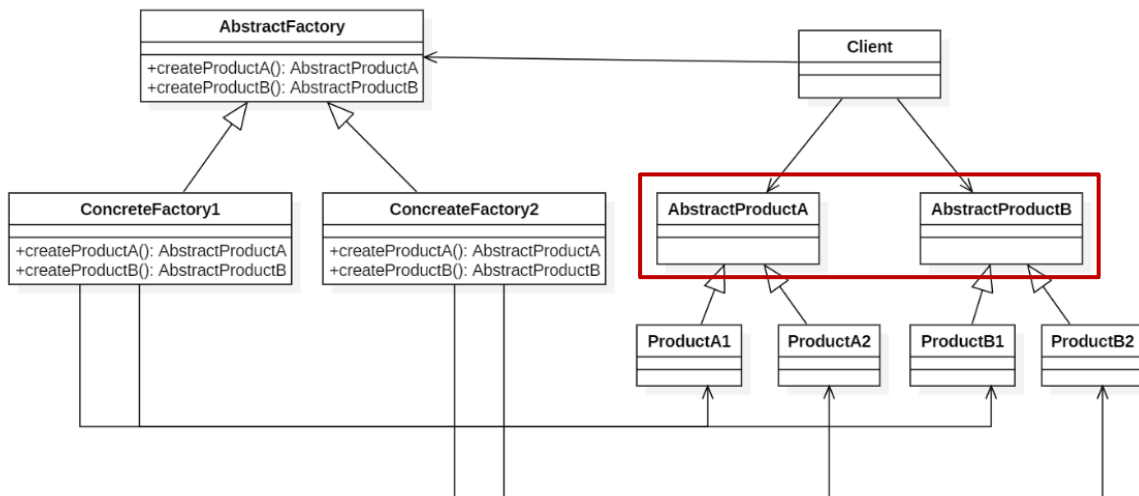 AbstractFactory
+createProductA(): AbstractProductA
+createProductB(): AbstractProductB
Client
ConcreteFactory1
+createProductA(): AbstractProductA
+createProductB(): AbstractProductB
ConcreateFactory2
+createProductA(): AbstractProductA
+createProductB(): AbstractProductB
AbstractProductA
AbstractProductB
ProductA1
ProductA2
ProductB1
ProductB2